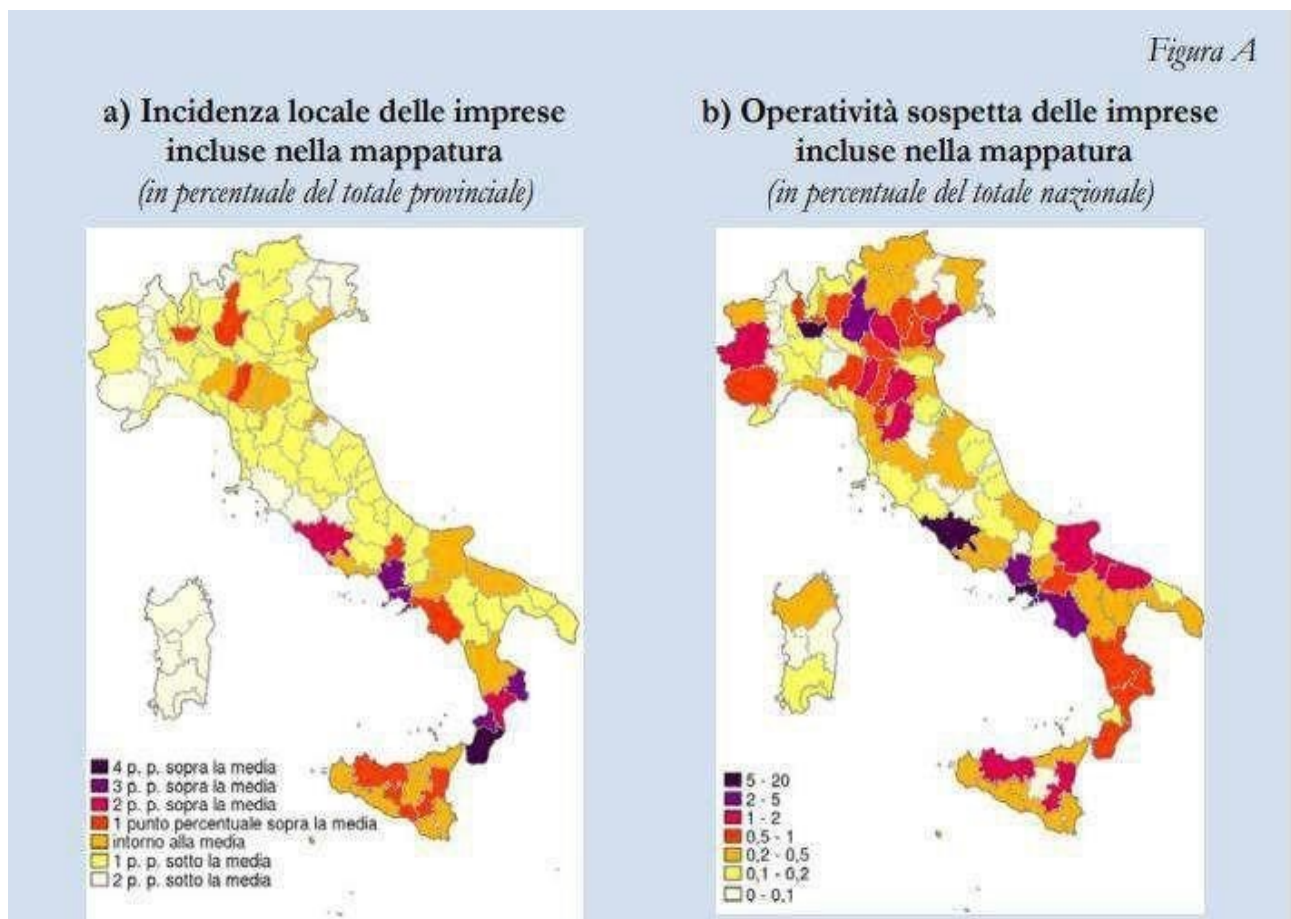 Figura A
a) Incidenza locale delle imprese
incluse nella mappatura
(in percentuale del totale provinciale)
4 p. p. sopra la media
3 p. p. sopra la media
2 p. p. sopra la media
1 punto percentuale sopra la media
intorno alla media
1 p. p. sotto la media
2 p. p. sotto la media
b) Operatività sospetta delle imprese
incluse nella mappatura
(in percentuale del totale nazionale)
5 - 20
2 - 5
1 - 2
0,5 - 1
0,2 - 0,5
0,1 - 0,2
0 - 0,1